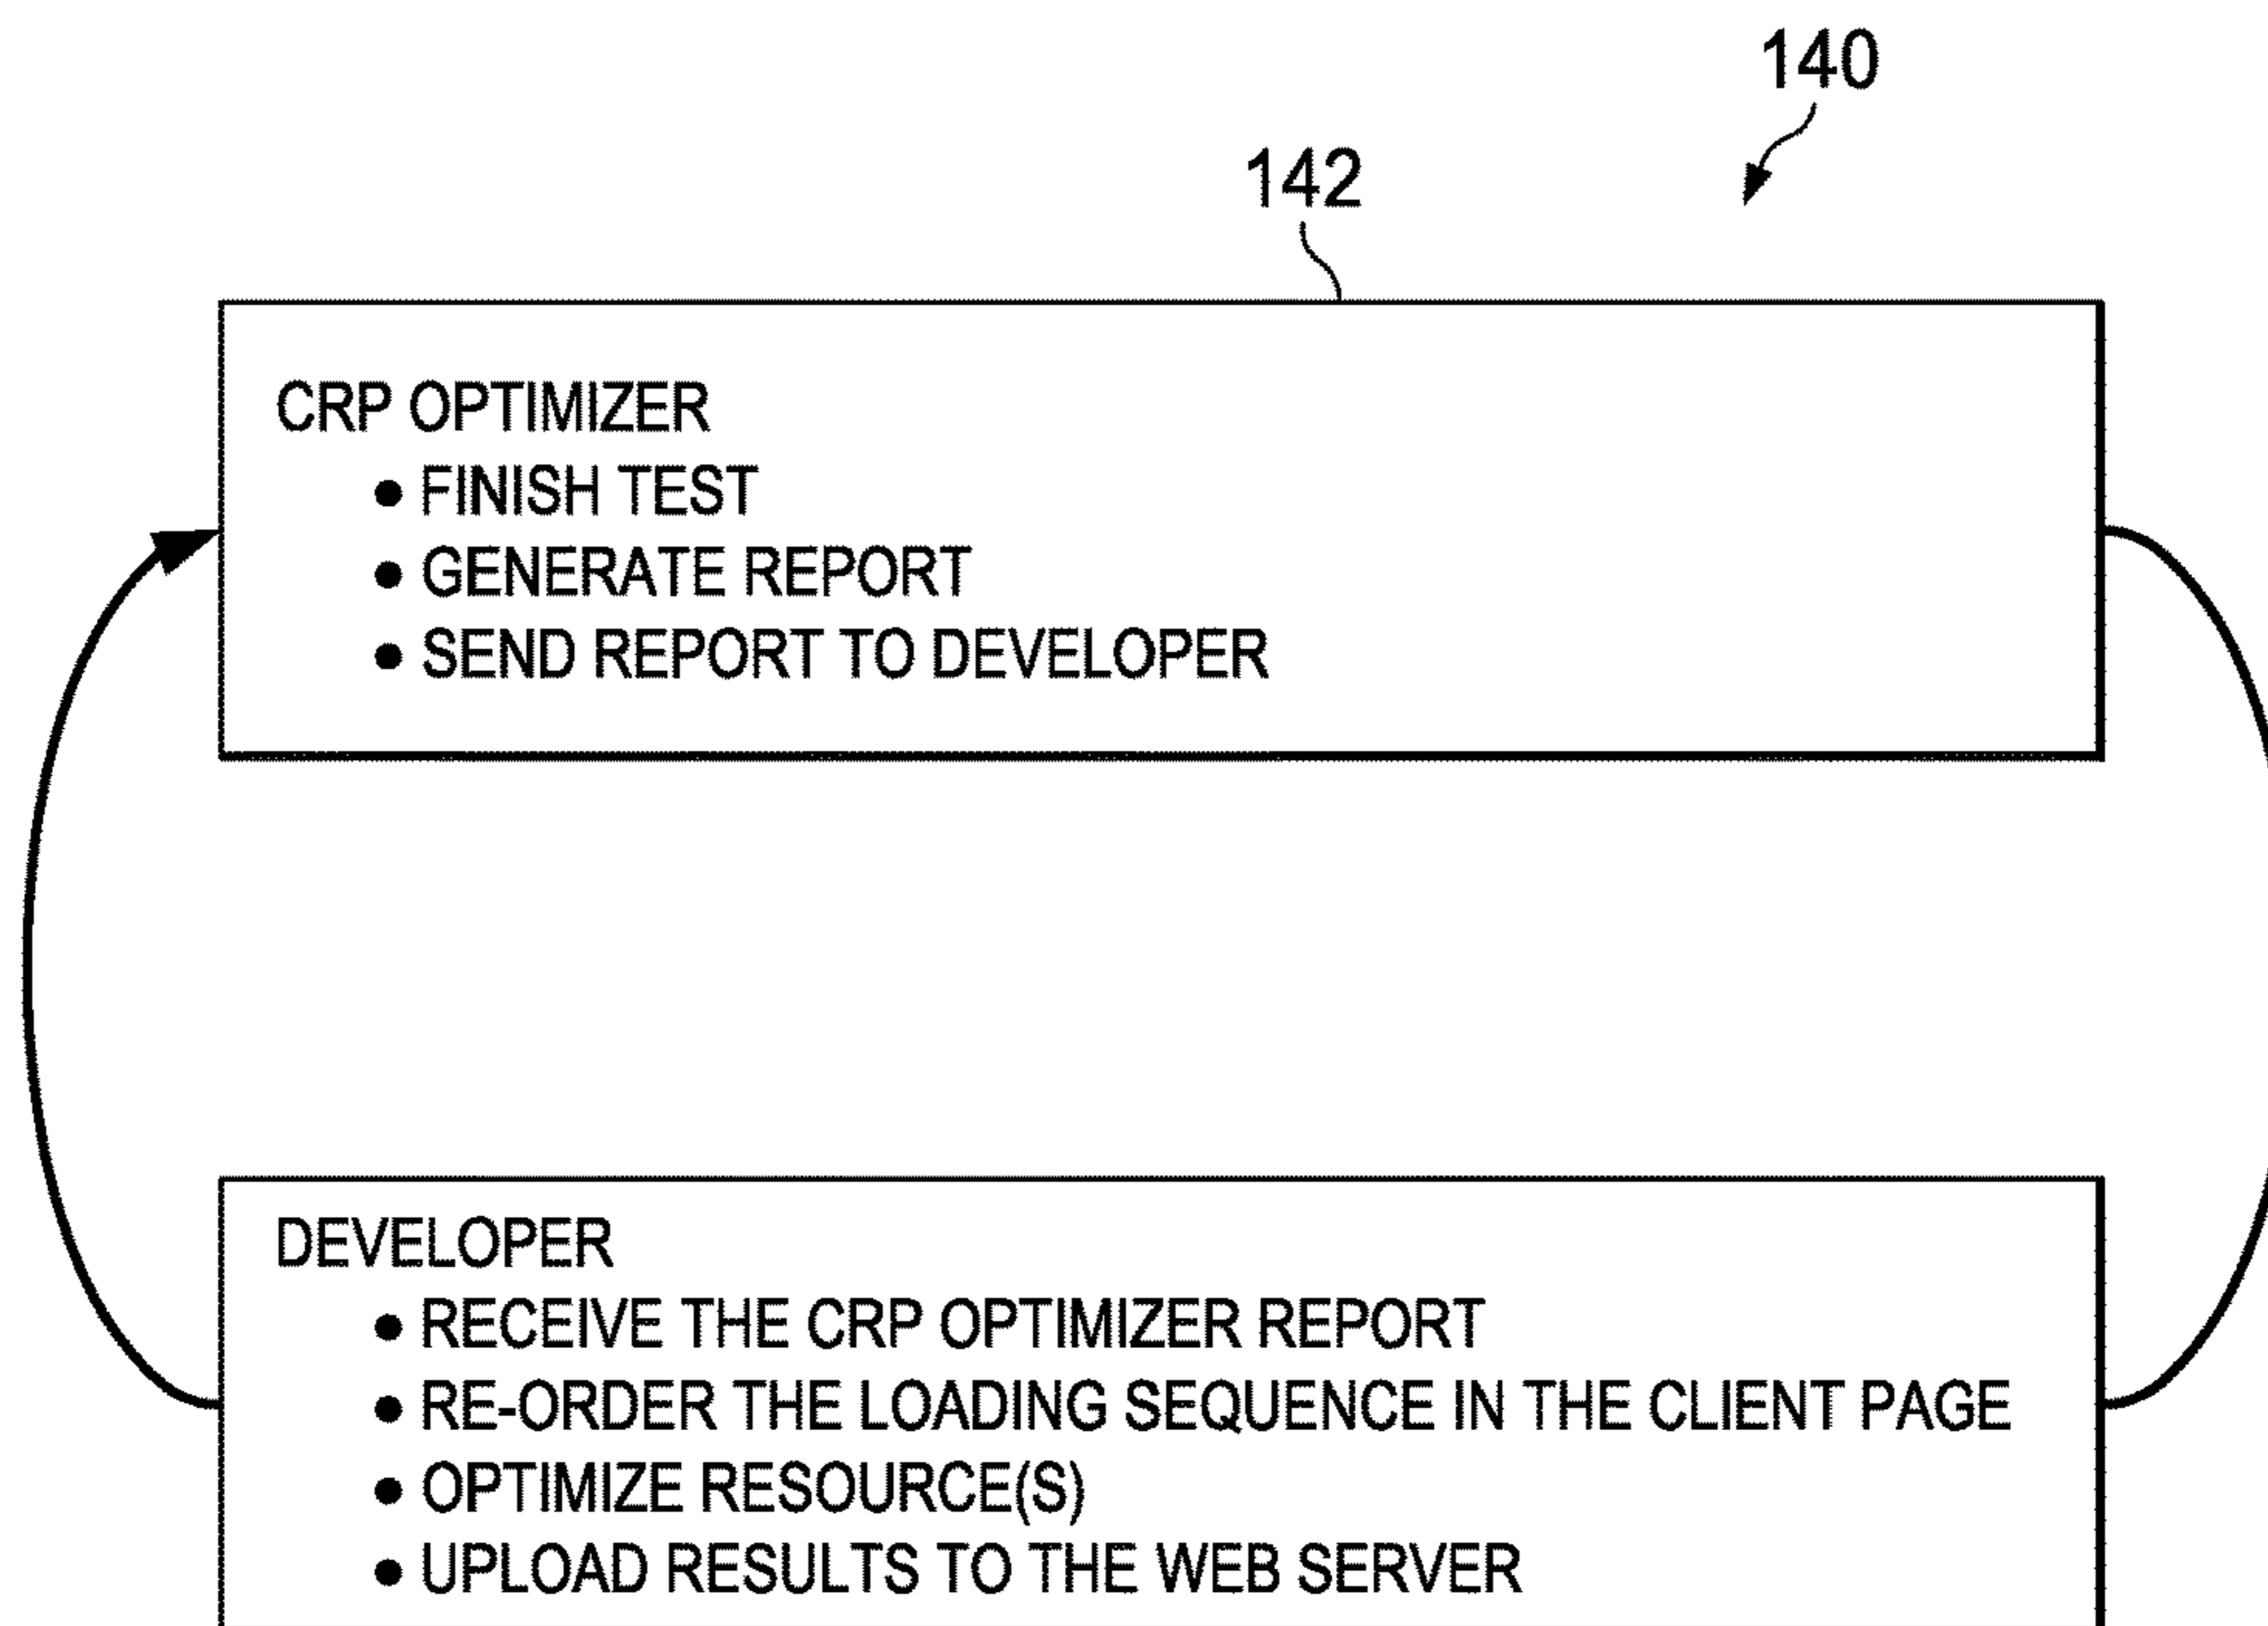 140
142
CRP OPTIMIZER
● FINISH TEST
● GENERATE REPORT
● SEND REPORT TO DEVELOPER
DEVELOPER
● RECEIVE THE CRP OPTIMIZER REPORT
● RE-ORDER THE LOADING SEQUENCE IN THE CLIENT PAGE
● OPTIMIZE RESOURCE(S)
● UPLOAD RESULTS TO THE WEB SERVER